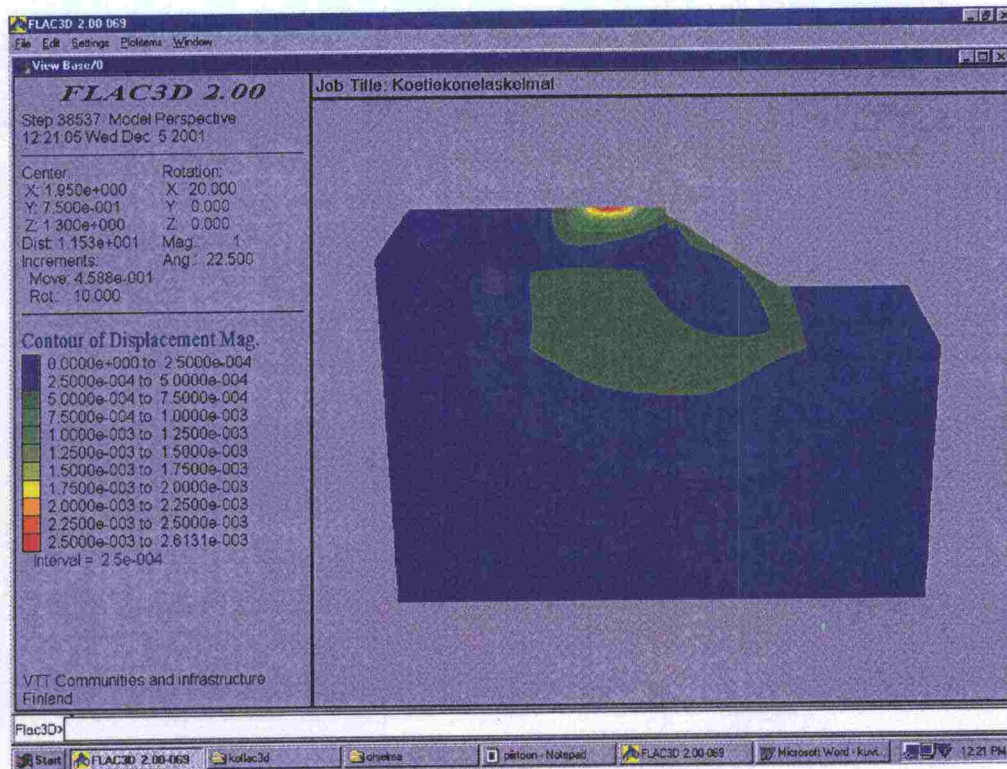 FLAC3D 2.00-069
File Edit Settings Plotitems Window
View Base/0
FLAC3D 2.00
Step 38537 Model Perspective
12:21:05 Wed Dec 5 2001
Center: Rotation:
X: 1.950e+000 X: 20.000
Y: 7.500e-001 Y: 0.000
Z: 1.300e+000 Z: 0.000
Dist: 1.153e+001 Mag.: 1
Increments: Ang.: 22.500
Move: 4.588e-001
Rot.: 10.000
Contour of Displacement Mag.
0.0000e+000 to 2.5000e-004
2.5000e-004 to 5.0000e-004
5.0000e-004 to 7.5000e-004
7.5000e-004 to 1.0000e-003
1.0000e-003 to 1.2500e-003
1.2500e-003 to 1.5000e-003
1.5000e-003 to 1.7500e-003
1.7500e-003 to 2.0000e-003
2.0000e-003 to 2.2500e-003
2.2500e-003 to 2.5000e-003
2.5000e-003 to 2.6131e-003
Interval = 2.5e-004
VTT Communities and infrastructure
Finland
Job Title: Koetiekonelaskelmat
Flac3D>
Start FLAC3D 2.00-069 koflac3d ohjelma - Notepad FLAC3D 2.00-069 Microsoft Word - 12:21 PM